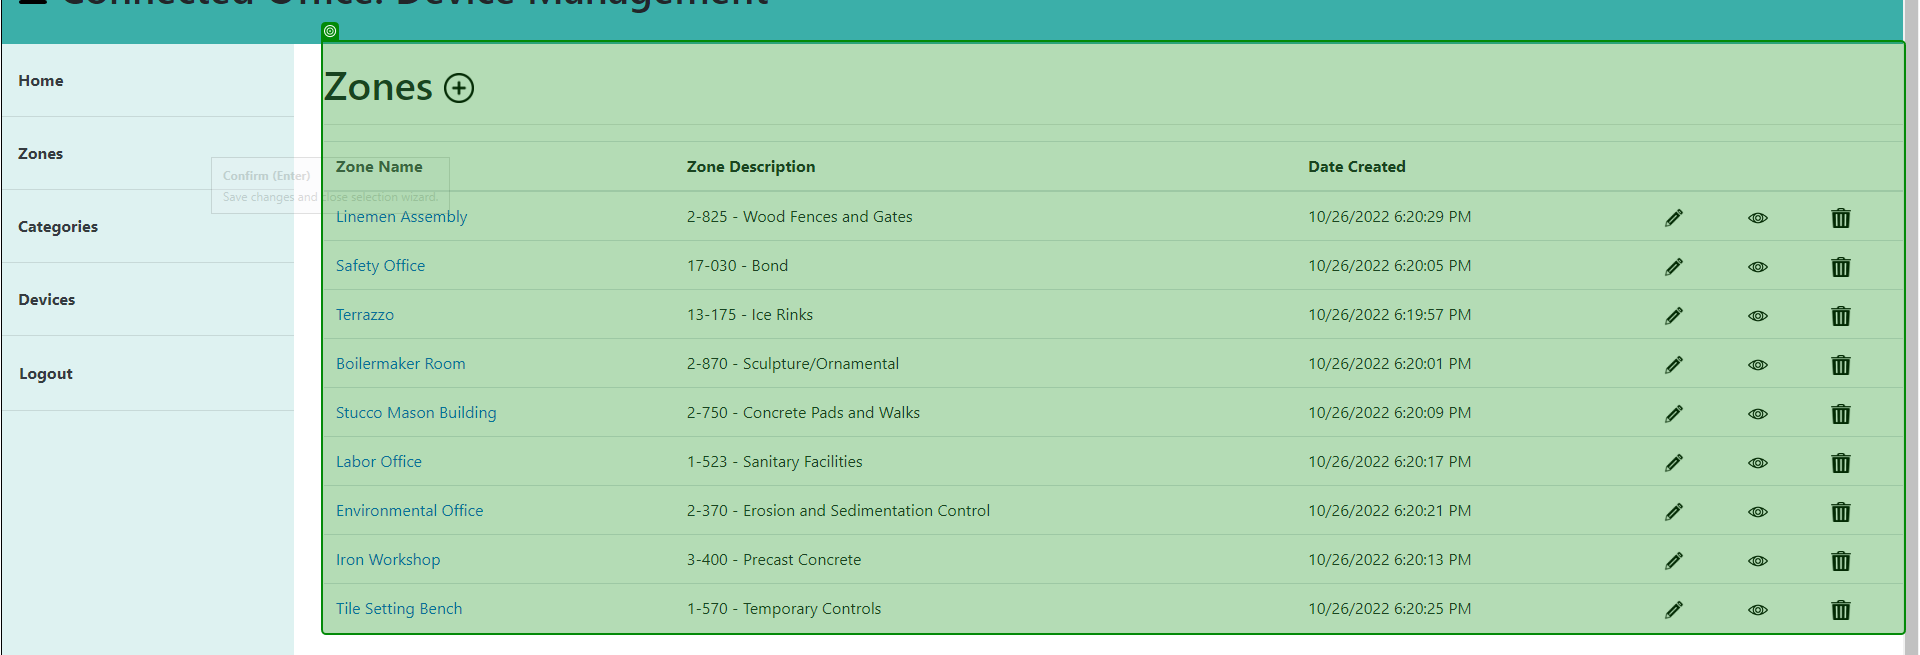 Connected Office: Device Management
Home
Zones
Categories
Devices
Logout
Zones
Confirm (Enter)
Save changes and close selection wizard.
Zone Name Zone Description Date Created
Linemen Assembly 2-825 - Wood Fences and Gates 10/26/2022 6:20:29 PM
Safety Office 17-030 - Bond 10/26/2022 6:20:05 PM
Terrazzo 13-175 - Ice Rinks 10/26/2022 6:19:57 PM
Boilermaker Room 2-870 - Sculpture/Ornamental 10/26/2022 6:20:01 PM
Stucco Mason Building 2-750 - Concrete Pads and Walks 10/26/2022 6:20:09 PM
Labor Office 1-523 - Sanitary Facilities 10/26/2022 6:20:17 PM
Environmental Office 2-370 - Erosion and Sedimentation Control 10/26/2022 6:20:21 PM
Iron Workshop 3-400 - Precast Concrete 10/26/2022 6:20:13 PM
Tile Setting Bench 1-570 - Temporary Controls 10/26/2022 6:20:25 PM